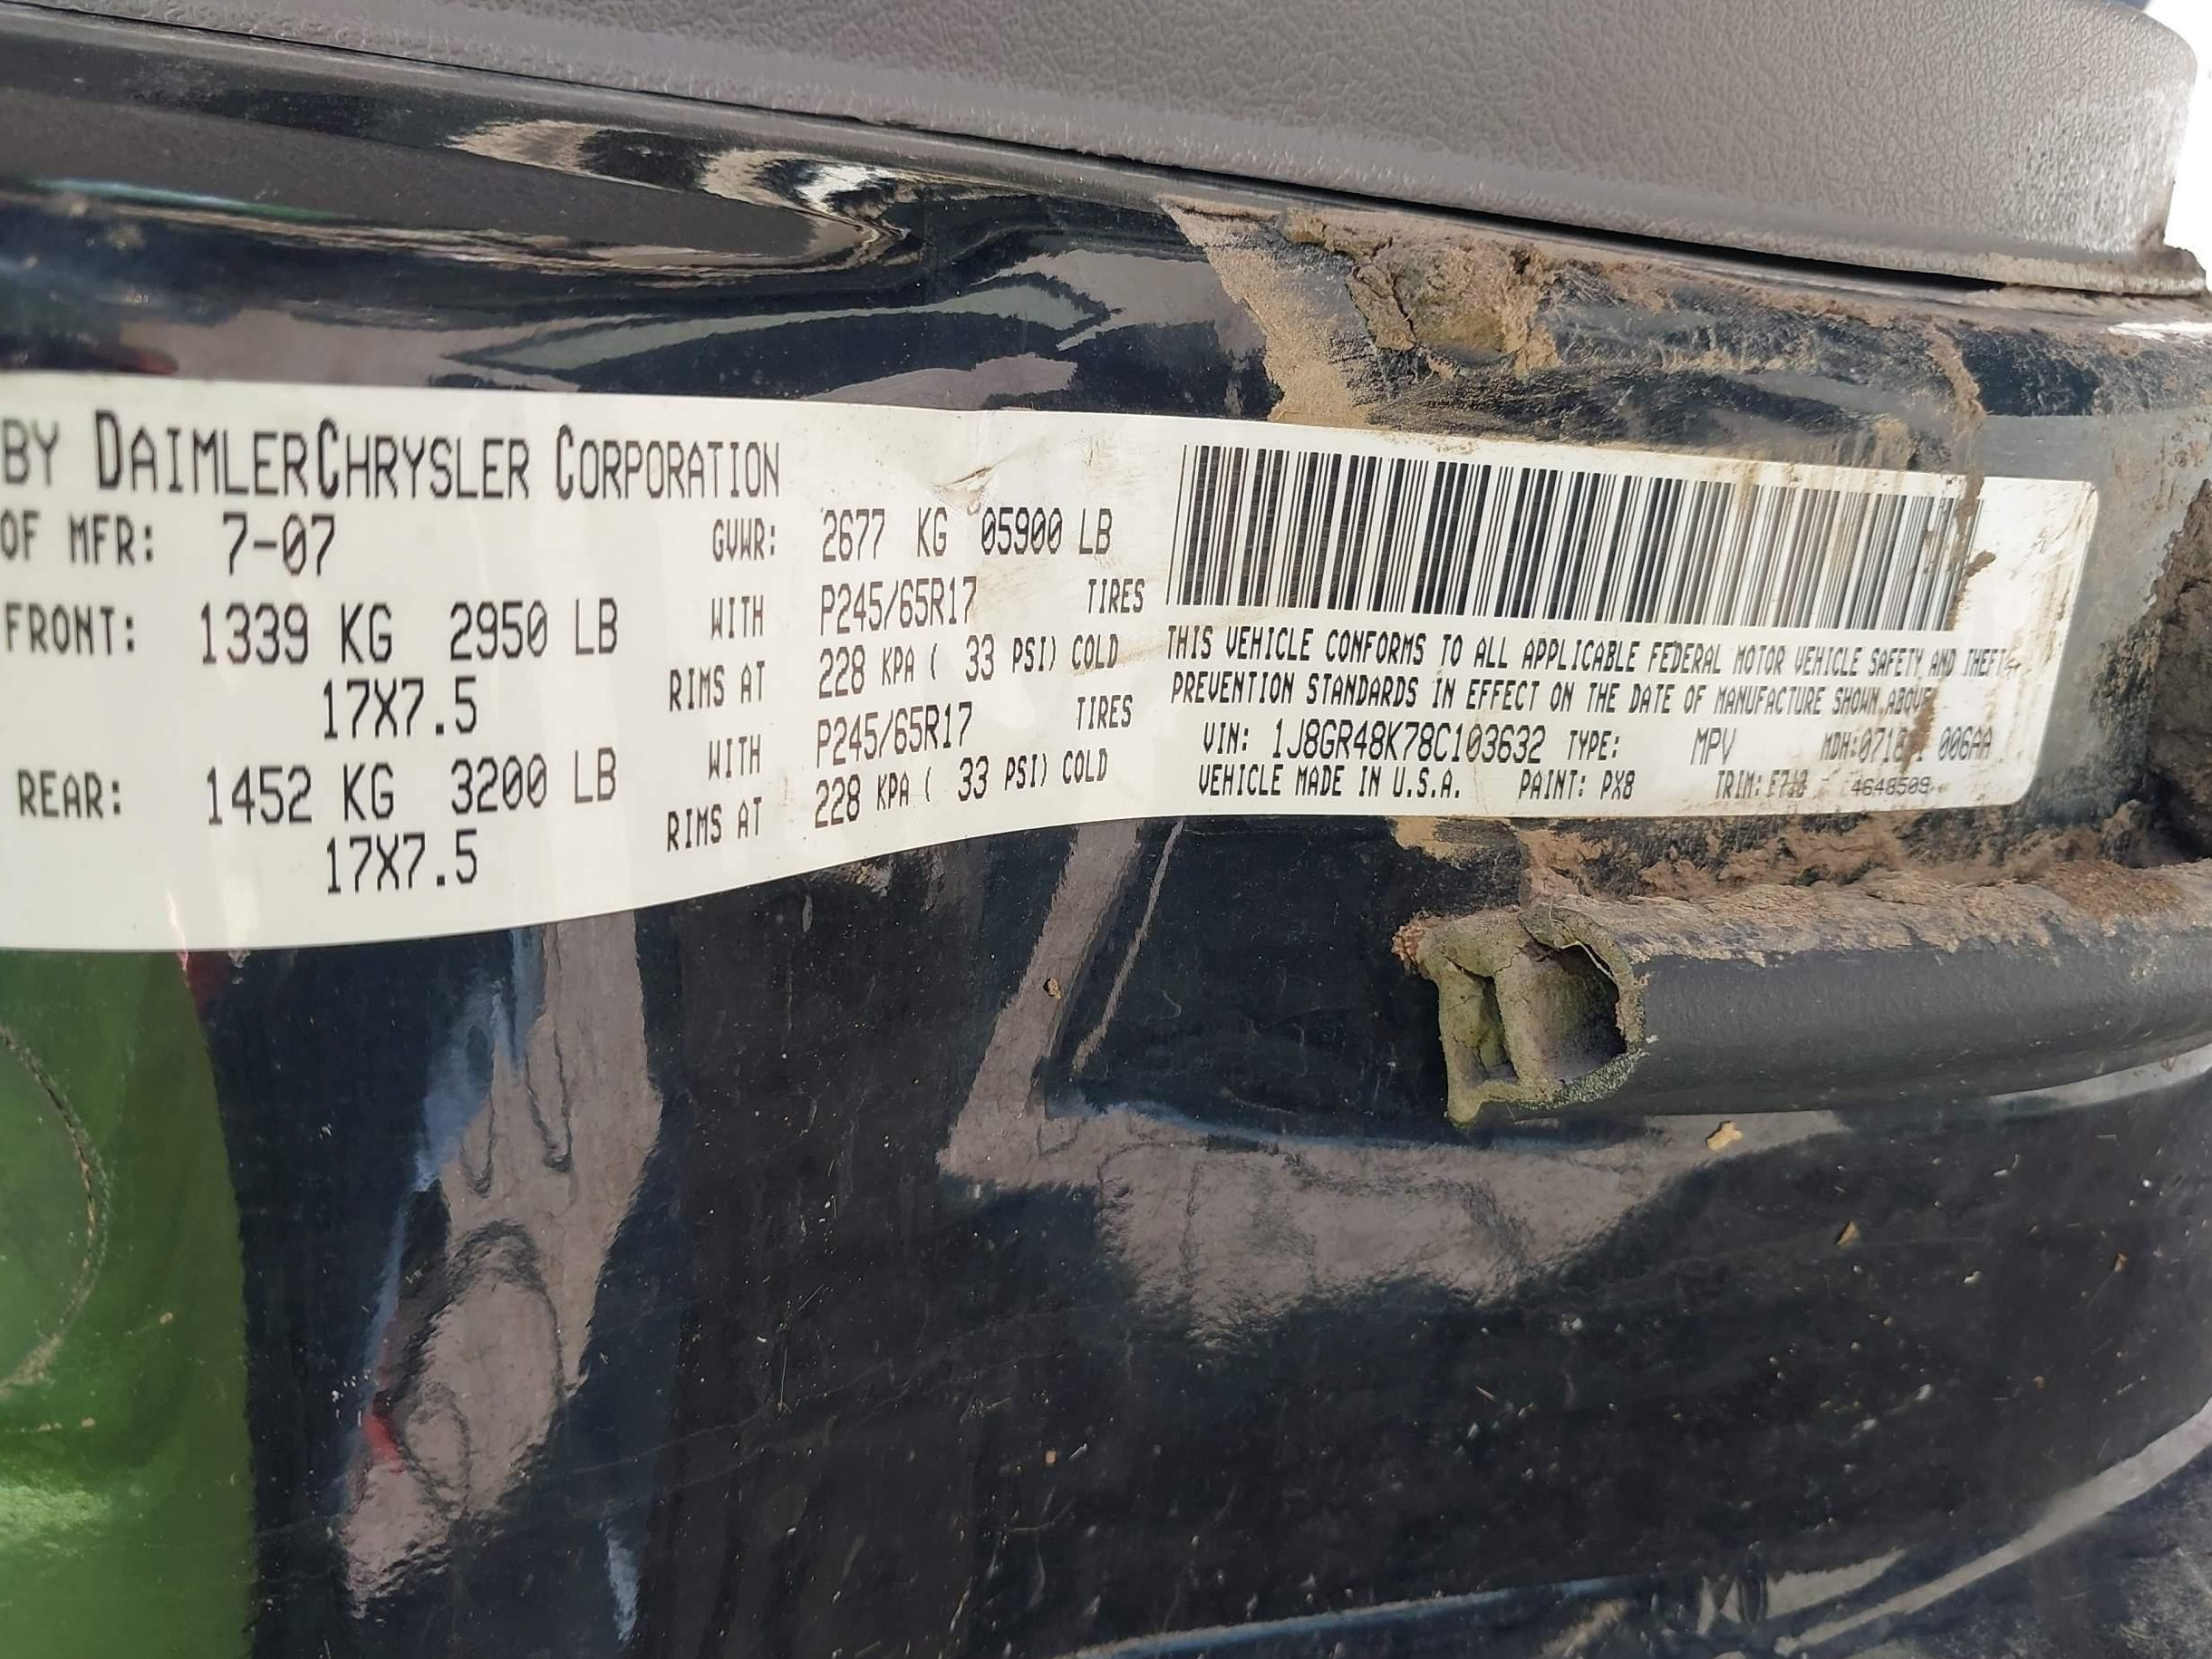 BY DAIMLERCHRYSLER CORPORATION
OF MFR: 7-07 GVWR: 2677 KG 05900 LB
FRONT: 1339 KG 2950 LB WITH P245/65R17 TIRES
17X7.5 RIMS AT 228 KPA ( 33 PSI) COLD
REAR: 1452 KG 3200 LB WITH P245/65R17 TIRES
17X7.5 RIMS AT 228 KPA ( 33 PSI) COLD
THIS VEHICLE CONFORMS TO ALL APPLICABLE FEDERAL MOTOR VEHICLE SAFETY AND THEFT
PREVENTION STANDARDS IN EFFECT ON THE DATE OF MANUFACTURE SHOWN ABOVE
VIN: 1J8GR48K78C103632 TYPE: MPV MDH: 006AA
VEHICLE MADE IN U.S.A. PAINT: PX8 TRIM: 4648509